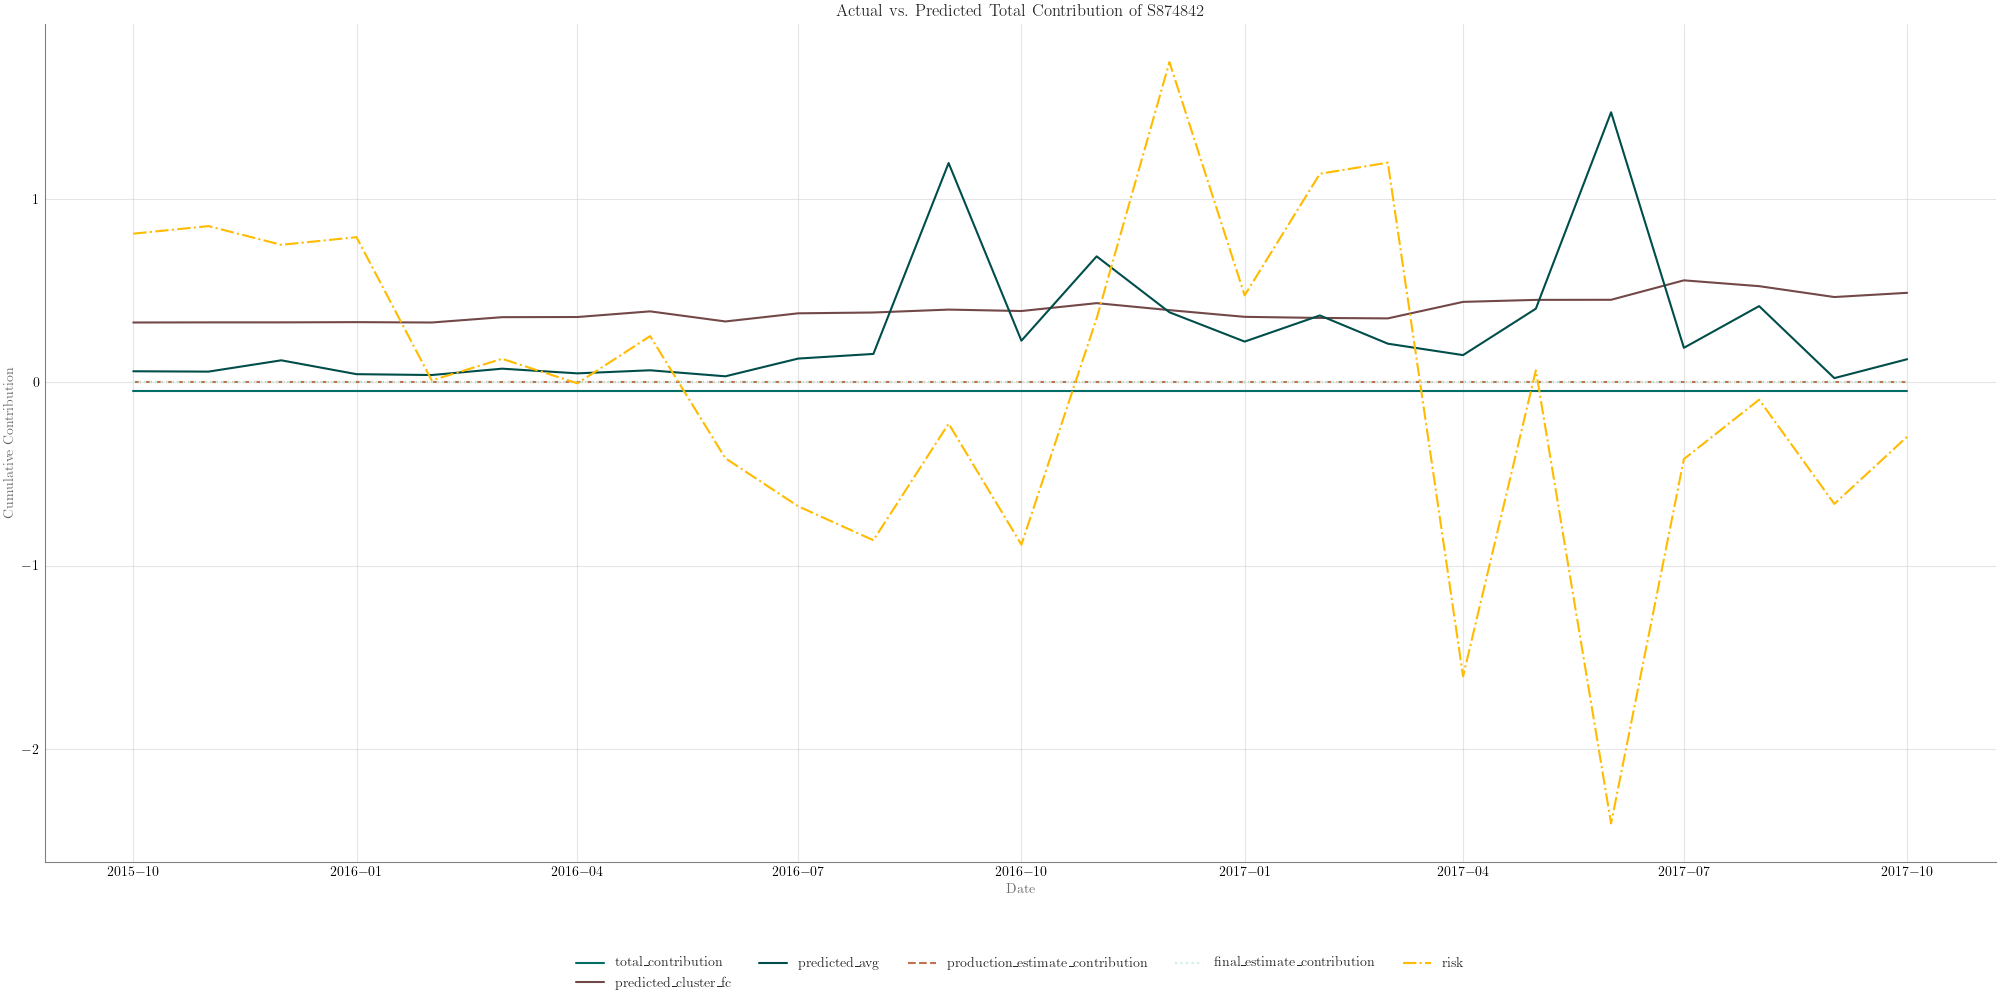 Actual vs. Predicted Total Contribution of S874842
Cumulative Contribution
1
0
−1
−2
2015−10 2016−01 2016−04 2016−07 2016−10 2017−01 2017−04 2017−07 2017−10
Date
total_contribution predicted_avg production_estimate_contribution final_estimate_contribution risk
predicted_cluster_fc